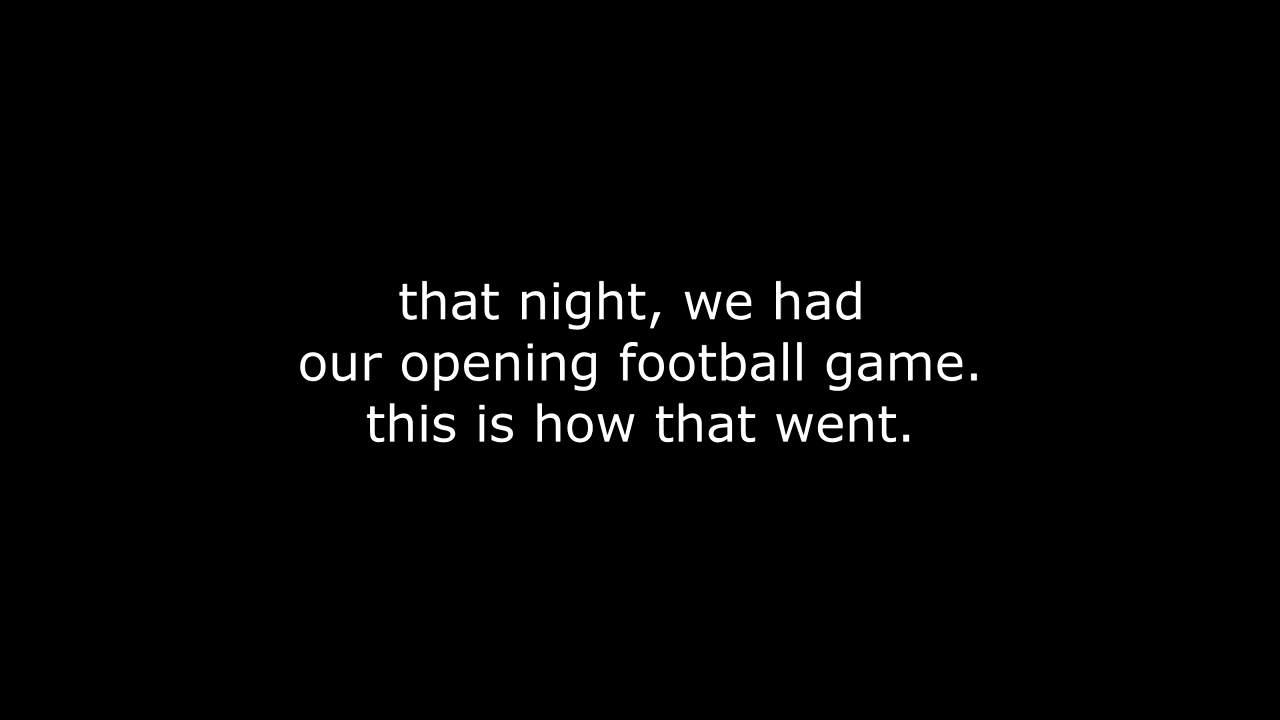 that night, we had
our opening football game.
this is how that went.